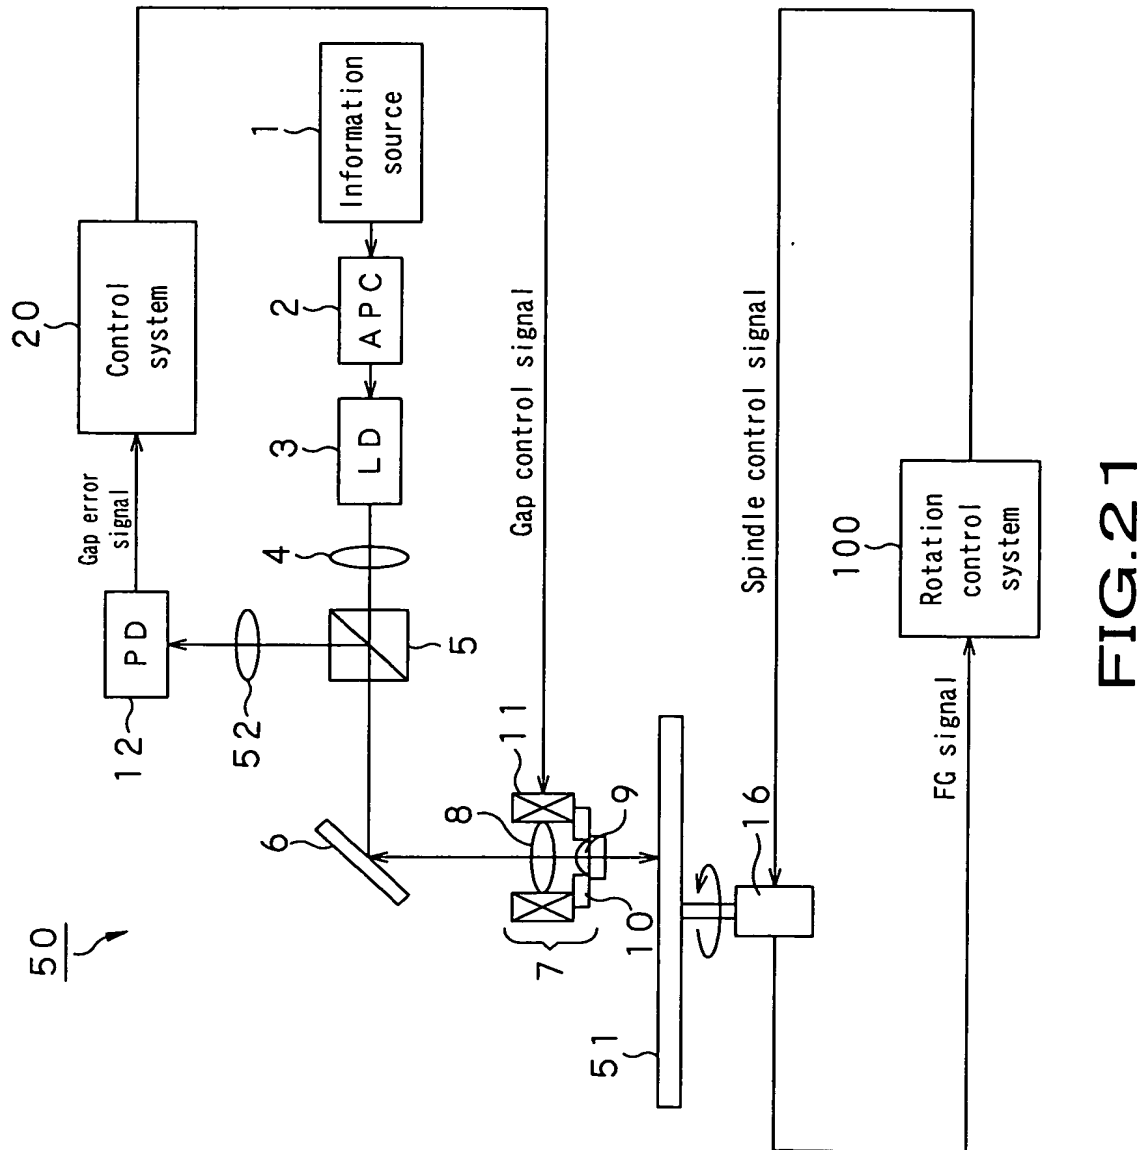 50
20
Control
system
Gap error
signal
12
PD
52
1
Information
source
2
APC
3
LD
4
5
6
Gap control signal
11
8
9
10
7
51
16
Spindle control signal
FG signal
100
Rotation
control
system
FIG.21